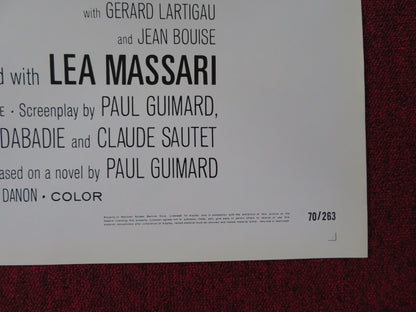 with GERARD LARTIGAU
and JEAN BOUISE
d with LEA MASSARI
E · Screenplay by PAUL GUIMARD,
DABADIE and CLAUDE SAUTET
ased on a novel by PAUL GUIMARD
DANON · COLOR
70/263